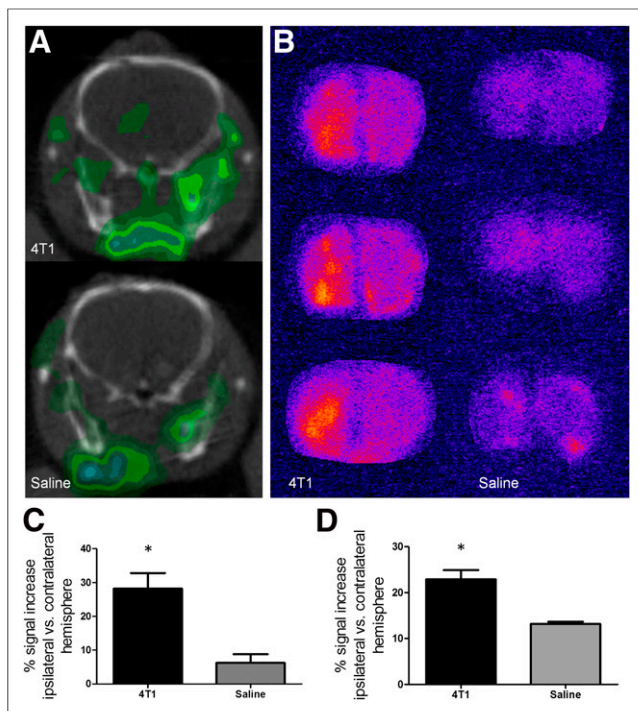 A
B
4T1
Saline
4T1
Saline
C
% signal increase
ipsilateral vs. contralateral
hemisphere
40
30
20
10
0
*
4T1
Saline
D
% signal increase
ipsilateral vs. contralateral
hemisphere
30
20
10
0
*
4T1
Saline